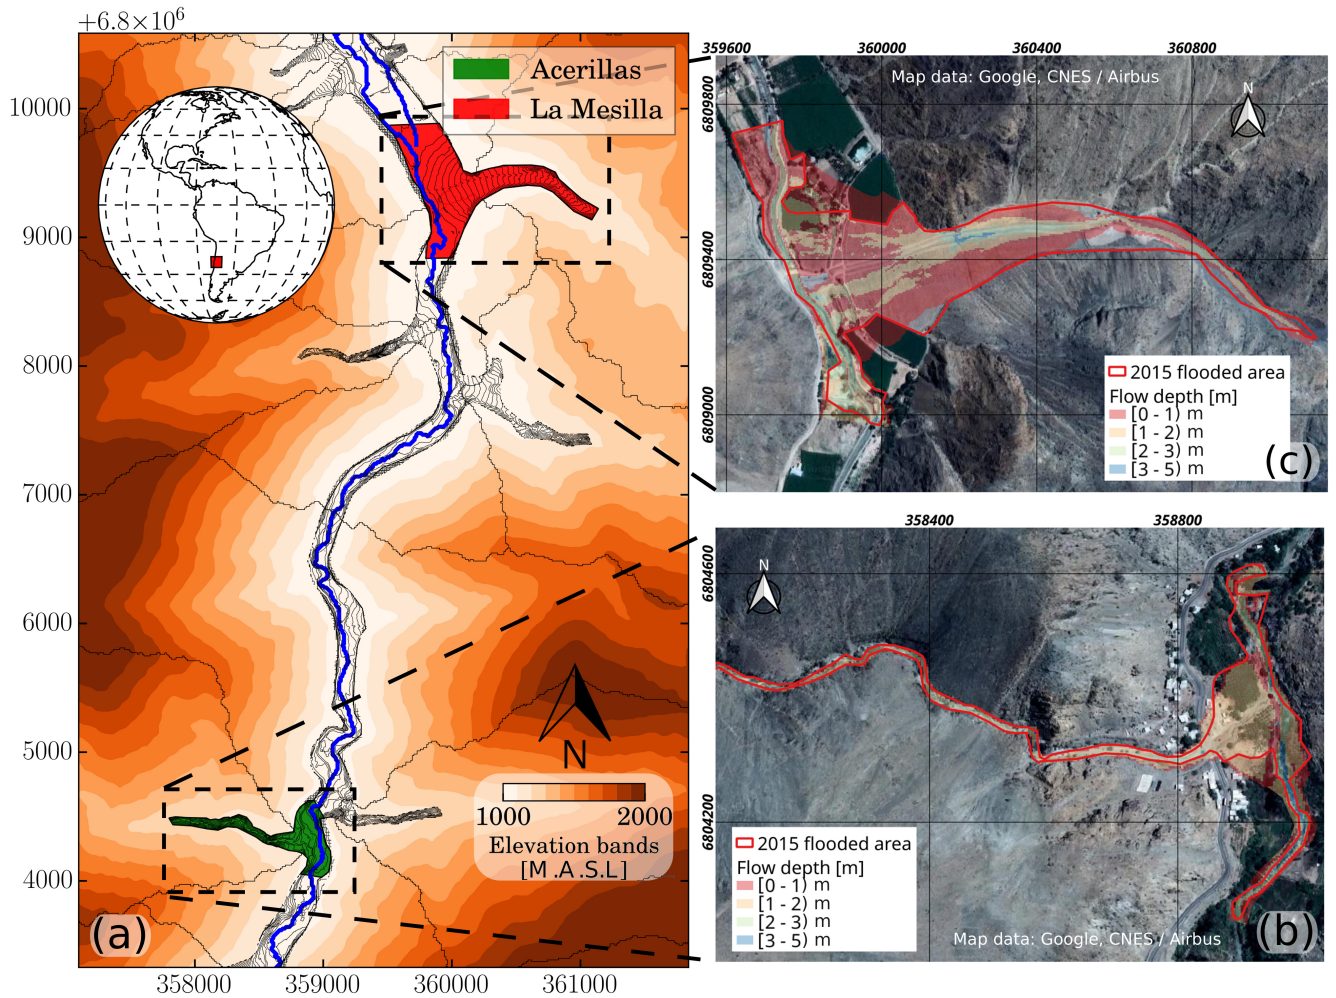 +6.8×10⁶
10000
9000
8000
7000
6000
5000
4000
358000
359000
360000
361000
Acerillas
La Mesilla
N
1000
2000
Elevation bands
[M .A .S.L]
(a)
359600
360000
360400
360800
6809800
6809400
6809000
Map data: Google, CNES / Airbus
N
2015 flooded area
Flow depth [m]
[0 - 1) m
[1 - 2) m
[2 - 3) m
[3 - 5) m
(c)
358400
358800
6804600
6804200
N
2015 flooded area
Flow depth [m]
[0 - 1) m
[1 - 2) m
[2 - 3) m
[3 - 5) m
Map data: Google, CNES / Airbus
(b)